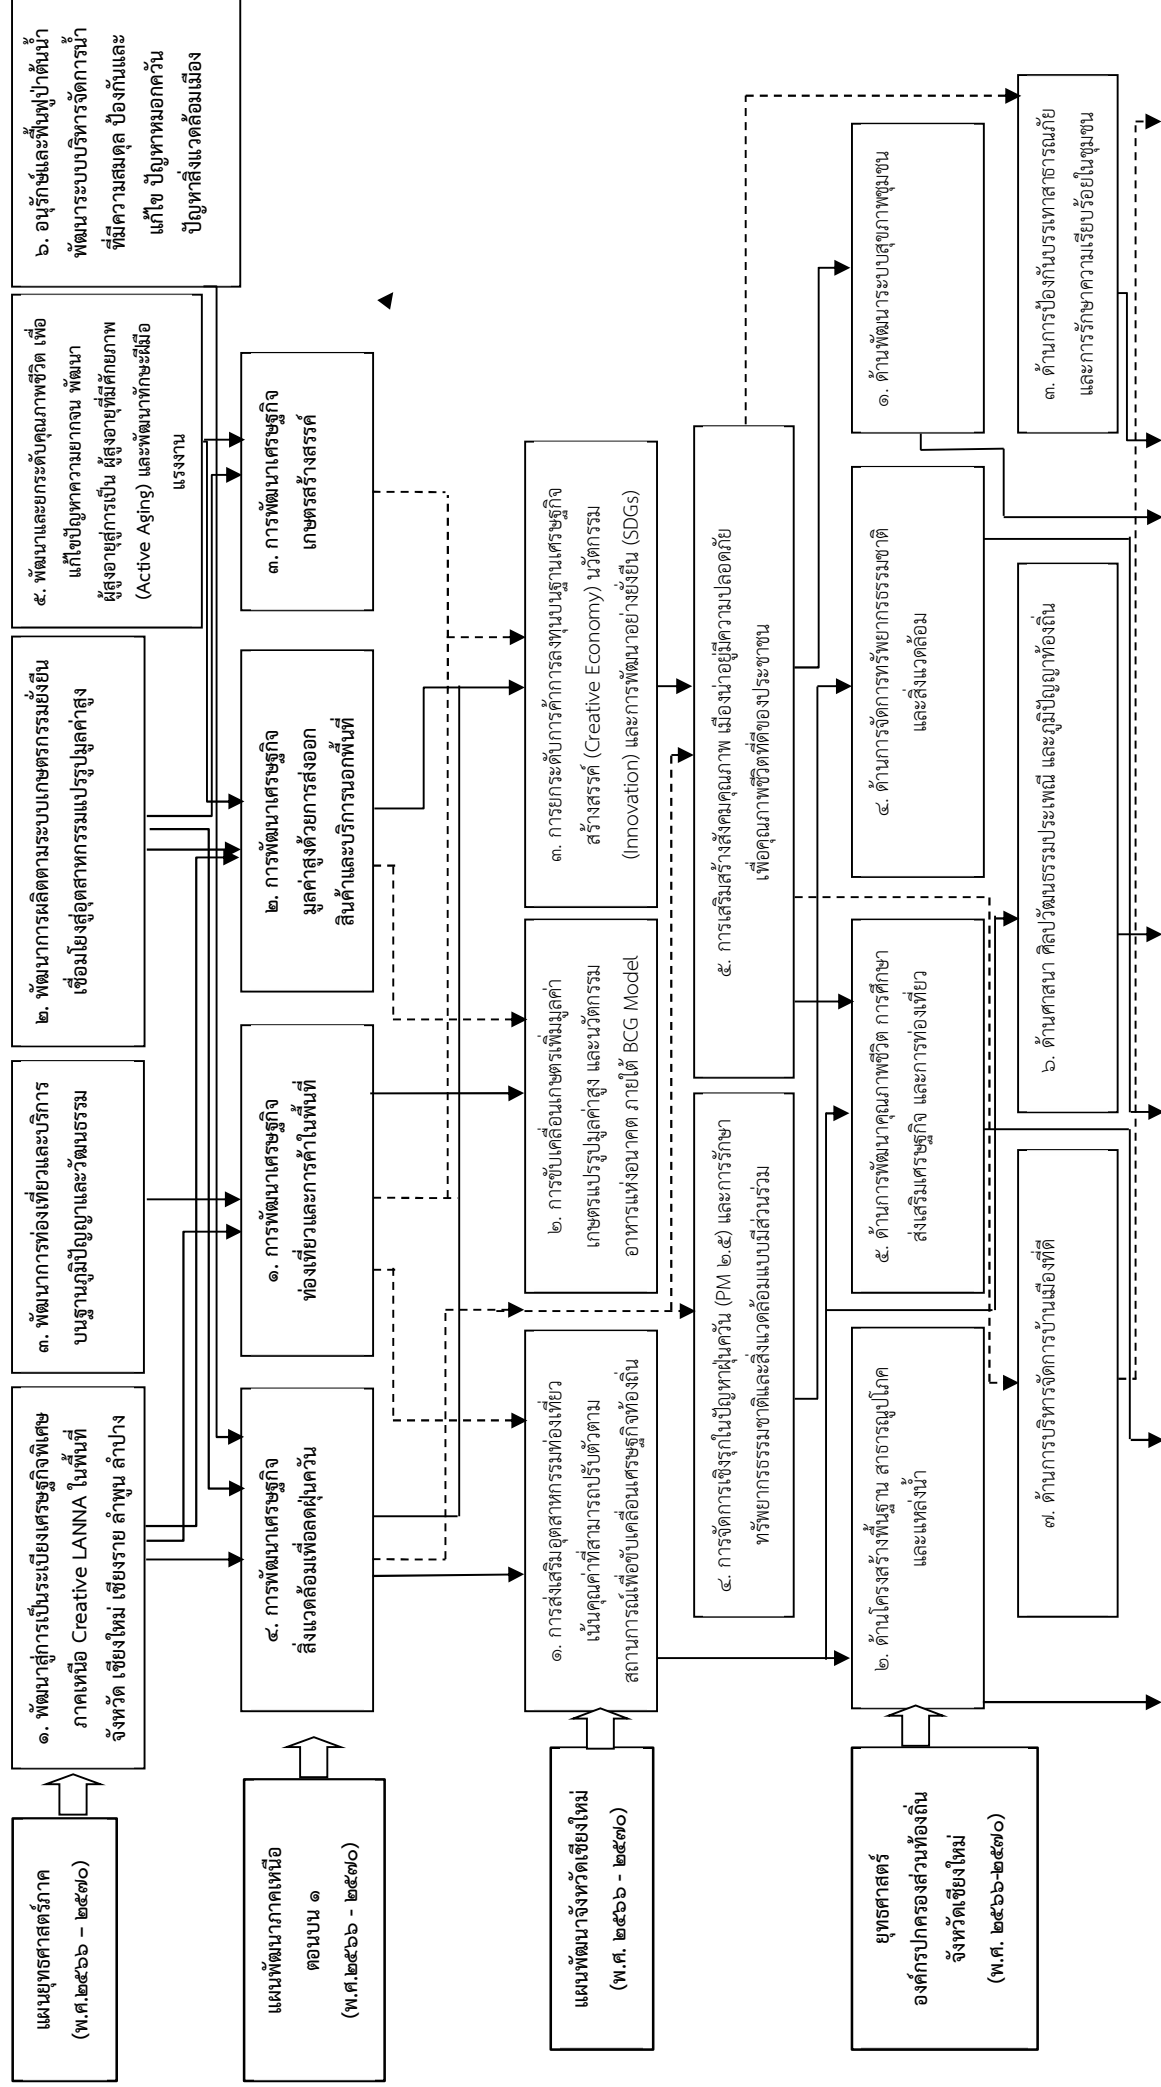 แผนยุทธศาสตร์ภาค
(พ.ศ.๒๕๖๖ – ๒๕๗๐)
๑. พัฒนาสู่การเป็นระเบียงเศรษฐกิจพิเศษ
ภาคเหนือ Creative LANNA ในพื้นที่
จังหวัด เชียงใหม่ เชียงราย ลำพูน ลำปาง
๓. พัฒนาการท่องเที่ยวและบริการ
บนฐานภูมิปัญญาและวัฒนธรรม
๒. พัฒนาการผลิตตามระบบเกษตรกรรมยั่งยืน
เชื่อมโยงสู่อุตสาหกรรมแปรรูปมูลค่าสูง
๕. พัฒนาและยกระดับคุณภาพชีวิต เพื่อ
แก้ไขปัญหาความยากจน พัฒนา
ผู้สูงอายุสู่การเป็น ผู้สูงอายุที่มีศักยภาพ
(Active Aging) และพัฒนาทักษะฝีมือ
แรงงาน
๖. อนุรักษ์และฟื้นฟูป่าต้นน้ำ
พัฒนาระบบบริหารจัดการน้ำ
ที่มีความสมดุล ป้องกันและ
แก้ไข ปัญหาหมอกควัน
ปัญหาสิ่งแวดล้อมเมือง
แผนพัฒนาภาคเหนือ
ตอนบน ๑
(พ.ศ.๒๕๖๖ - ๒๕๗๐)
๔. การพัฒนาเศรษฐกิจ
สิ่งแวดล้อมเพื่อลดฝุ่นควัน
๑. การพัฒนาเศรษฐกิจ
ท่องเที่ยวและการค้าในพื้นที่
๒. การพัฒนาเศรษฐกิจ
มูลค่าสูงด้วยการส่งออก
สินค้าและบริการนอกพื้นที่
๓. การพัฒนาเศรษฐกิจ
เกษตรสร้างสรรค์
แผนพัฒนาจังหวัดเชียงใหม่
(พ.ศ. ๒๕๖๖ - ๒๕๗๐)
๑. การส่งเสริมอุตสาหกรรมท่องเที่ยว
เน้นคุณค่าที่สามารถปรับตัวตาม
สถานการณ์เพื่อขับเคลื่อนเศรษฐกิจท้องถิ่น
๒. การขับเคลื่อนเกษตรเพิ่มมูลค่า
เกษตรแปรรูปมูลค่าสูง และนวัตกรรม
อาหารแห่งอนาคต ภายใต้ BCG Model
๓. การยกระดับการค้าการลงทุนบนฐานเศรษฐกิจ
สร้างสรรค์ (Creative Economy) นวัตกรรม
(Innovation) และการพัฒนาอย่างยั่งยืน (SDGs)
๔. การจัดการเชิงรุกในปัญหาฝุ่นควัน (PM ๒.๕) และการรักษา
ทรัพยากรธรรมชาติและสิ่งแวดล้อมแบบมีส่วนร่วม
๕. การเสริมสร้างสังคมคุณภาพ เมืองน่าอยู่มีความปลอดภัย
เพื่อคุณภาพชีวิตที่ดีของประชาชน
ยุทธศาสตร์
องค์กรปกครองส่วนท้องถิ่น
จังหวัดเชียงใหม่
(พ.ศ. ๒๕๖๖-๒๕๗๐)
๒. ด้านโครงสร้างพื้นฐาน สาธารณูปโภค
และแหล่งน้ำ
๕. ด้านการพัฒนาคุณภาพชีวิต การศึกษา
ส่งเสริมเศรษฐกิจ และการท่องเที่ยว
๔. ด้านการจัดการทรัพยากรธรรมชาติ
และสิ่งแวดล้อม
๑. ด้านพัฒนาระบบสุขภาพชุมชน
๗. ด้านการบริหารจัดการบ้านเมืองที่ดี
๖. ด้านศาสนา ศิลปวัฒนธรรมประเพณี และภูมิปัญญาท้องถิ่น
๓. ด้านการป้องกันบรรเทาสาธารณภัย
และการรักษาความเรียบร้อยในชุมชน